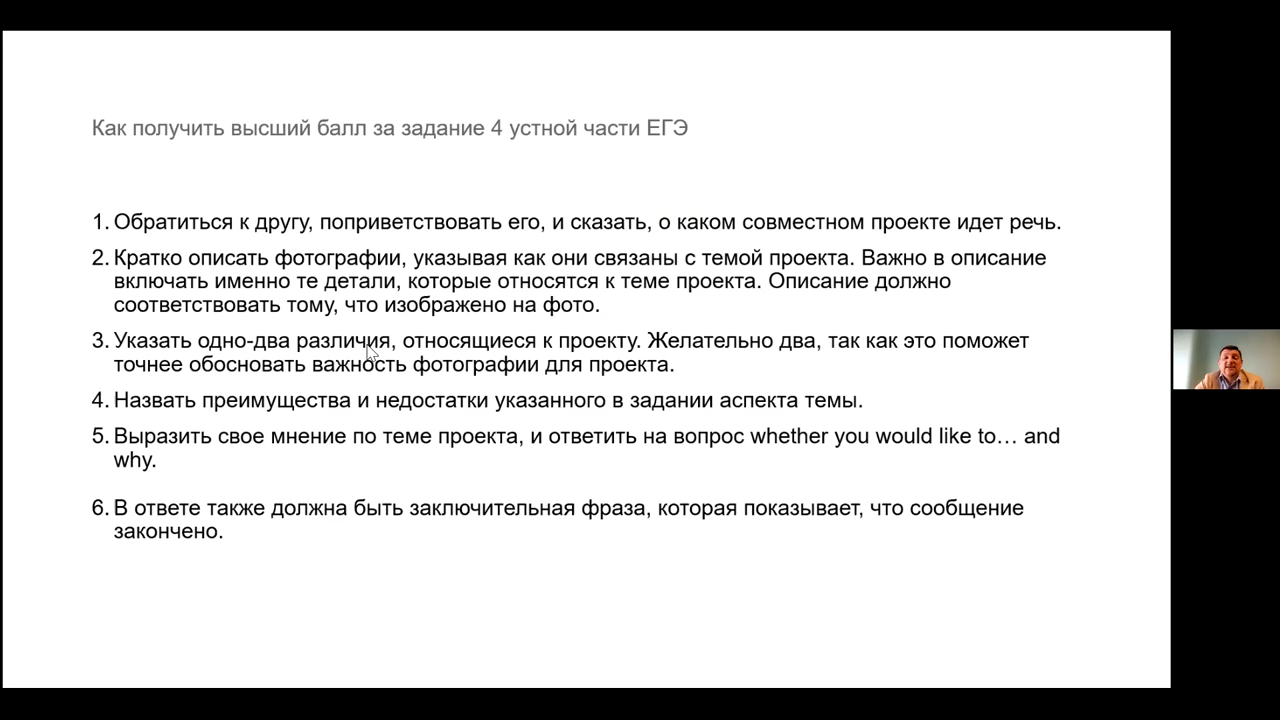 Как получить высший балл за задание 4 устной части ЕГЭ
1. Обратиться к другу, поприветствовать его, и сказать, о каком совместном проекте идет речь.
2. Кратко описать фотографии, указывая как они связаны с темой проекта. Важно в описание
включать именно те детали, которые относятся к теме проекта. Описание должно
соответствовать тому, что изображено на фото.
3. Указать одно-два различия, относящиеся к проекту. Желательно два, так как это поможет
точнее обосновать важность фотографии для проекта.
4. Назвать преимущества и недостатки указанного в задании аспекта темы.
5. Выразить свое мнение по теме проекта, и ответить на вопрос whether you would like to… and
why.
6. В ответе также должна быть заключительная фраза, которая показывает, что сообщение
закончено.